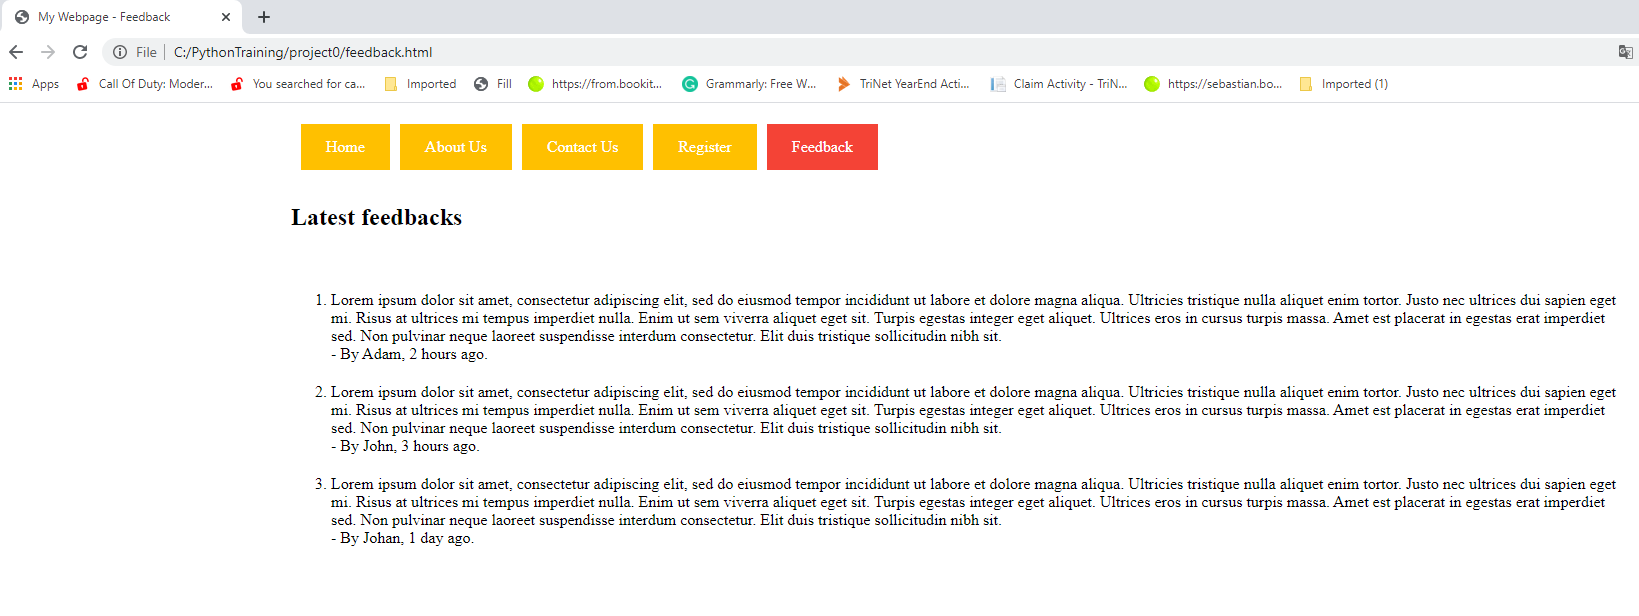 My Webpage - Feedback
File | C:/PythonTraining/project0/feedback.html
Apps Call Of Duty: Moder... You searched for ca... Imported Fill https://from.bookit... Grammarly: Free W... TriNet YearEnd Acti... Claim Activity - TriN... https://sebastian.bo... Imported (1)
Home About Us Contact Us Register Feedback
Latest feedbacks
1. Lorem ipsum dolor sit amet, consectetur adipiscing elit, sed do eiusmod tempor incididunt ut labore et dolore magna aliqua. Ultricies tristique nulla aliquet enim tortor. Justo nec ultrices dui sapien eget
mi. Risus at ultrices mi tempus imperdiet nulla. Enim ut sem viverra aliquet eget sit. Turpis egestas integer eget aliquet. Ultrices eros in cursus turpis massa. Amet est placerat in egestas erat imperdiet
sed. Non pulvinar neque laoreet suspendisse interdum consectetur. Elit duis tristique sollicitudin nibh sit.
- By Adam, 2 hours ago.
2. Lorem ipsum dolor sit amet, consectetur adipiscing elit, sed do eiusmod tempor incididunt ut labore et dolore magna aliqua. Ultricies tristique nulla aliquet enim tortor. Justo nec ultrices dui sapien eget
mi. Risus at ultrices mi tempus imperdiet nulla. Enim ut sem viverra aliquet eget sit. Turpis egestas integer eget aliquet. Ultrices eros in cursus turpis massa. Amet est placerat in egestas erat imperdiet
sed. Non pulvinar neque laoreet suspendisse interdum consectetur. Elit duis tristique sollicitudin nibh sit.
- By John, 3 hours ago.
3. Lorem ipsum dolor sit amet, consectetur adipiscing elit, sed do eiusmod tempor incididunt ut labore et dolore magna aliqua. Ultricies tristique nulla aliquet enim tortor. Justo nec ultrices dui sapien eget
mi. Risus at ultrices mi tempus imperdiet nulla. Enim ut sem viverra aliquet eget sit. Turpis egestas integer eget aliquet. Ultrices eros in cursus turpis massa. Amet est placerat in egestas erat imperdiet
sed. Non pulvinar neque laoreet suspendisse interdum consectetur. Elit duis tristique sollicitudin nibh sit.
- By Johan, 1 day ago.